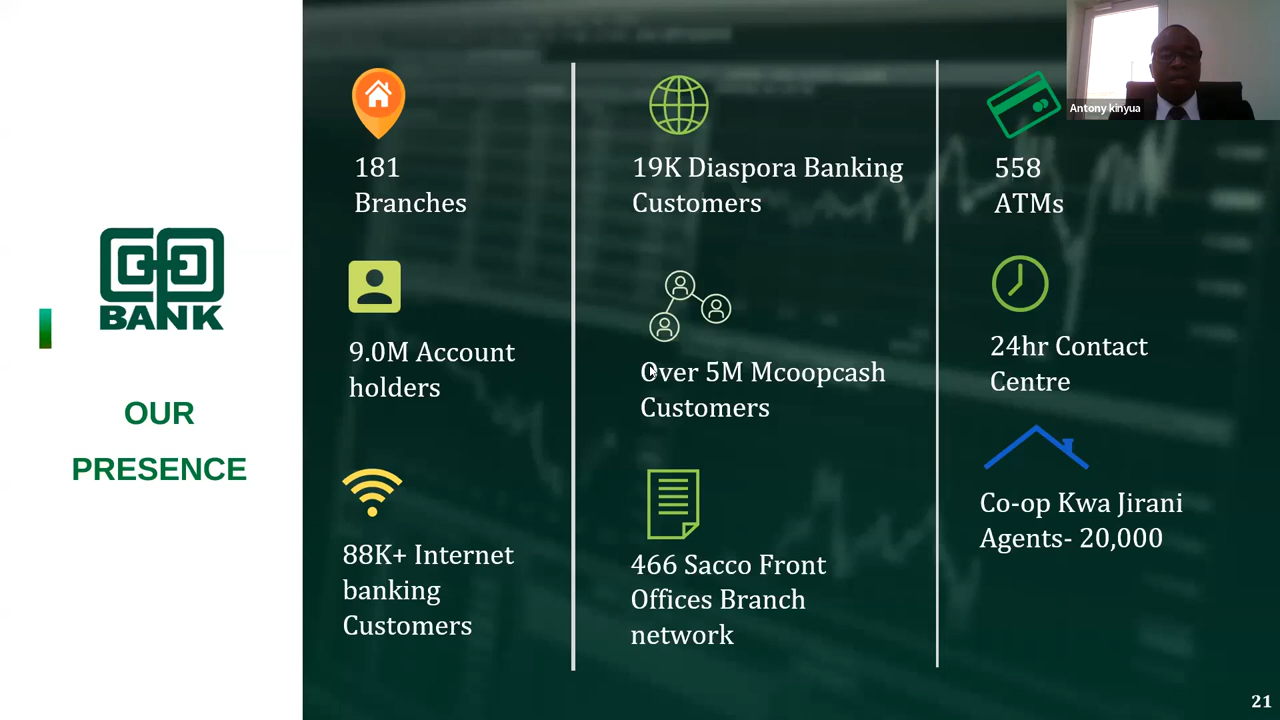 CO-OP
BANK
OUR
PRESENCE
181
Branches
9.0M Account
holders
88K+ Internet
banking
Customers
19K Diaspora Banking
Customers
Over 5M Mcoopcash
Customers
466 Sacco Front
Offices Branch
network
558
ATMs
24hr Contact
Centre
Co-op Kwa Jirani
Agents- 20,000
Antony kinyua
21